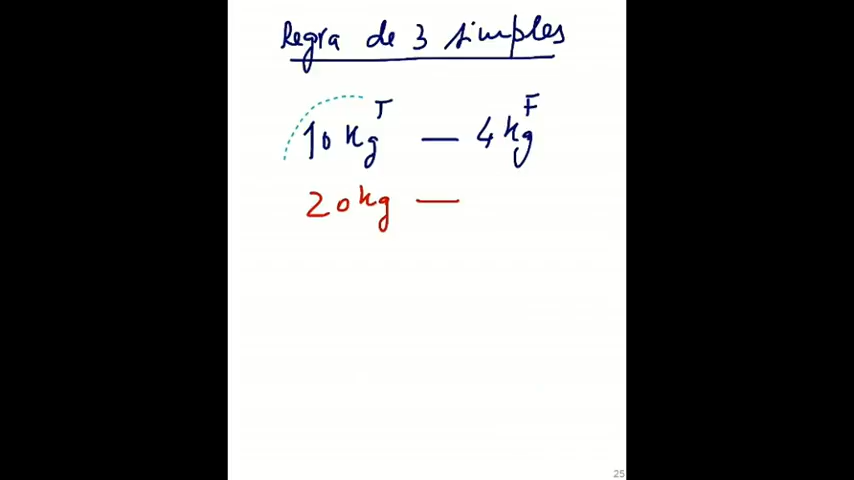 Regra de 3 simples
10 kg T — 4 kg F
20 kg —
25